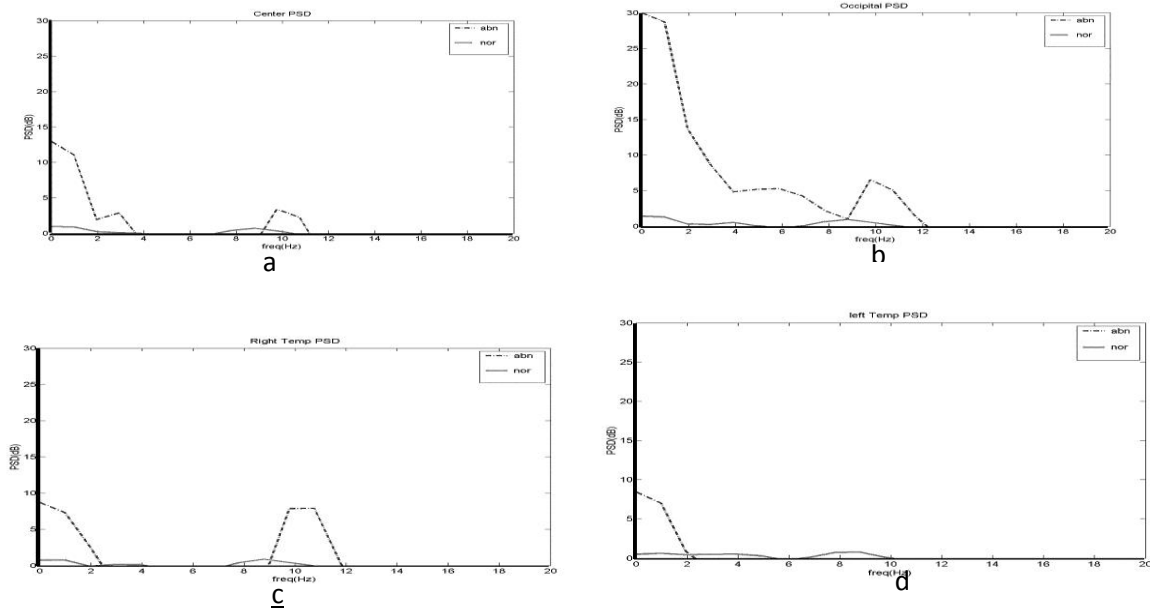 Center PSD
30
25
20
15
10
5
0
PSD(dB)
abn
nor
0 2 4 6 8 10 12 14 16 18 20
freq(Hz)
a
Occipital PSD
30
25
20
15
10
5
0
PSD(dB)
abn
nor
0 2 4 6 8 10 12 14 16 18 20
freq(Hz)
b
Right Temp PSD
30
25
20
15
10
5
0
PSD(dB)
abn
nor
0 2 4 6 8 10 12 14 16 18 20
freq(Hz)
c
left Temp PSD
30
25
20
15
10
5
0
PSD(dB)
abn
nor
0 2 4 6 8 10 12 14 16 18 20
freq(Hz)
d